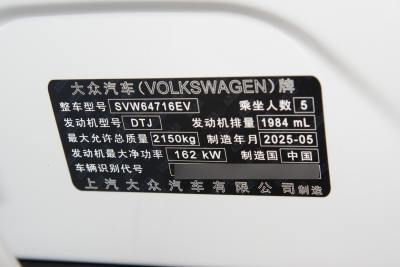 大众汽车(VOLKSWAGEN)牌
整车型号 SVW64716EV 乘坐人数 5
发动机型号 DTJ 发动机排量 1984 mL
最大允许总质量 2150kg 制造年月 2025-05
发动机最大净功率 162 kW 制造国 中国
车辆识别代号
上汽大众汽车有限公司制造